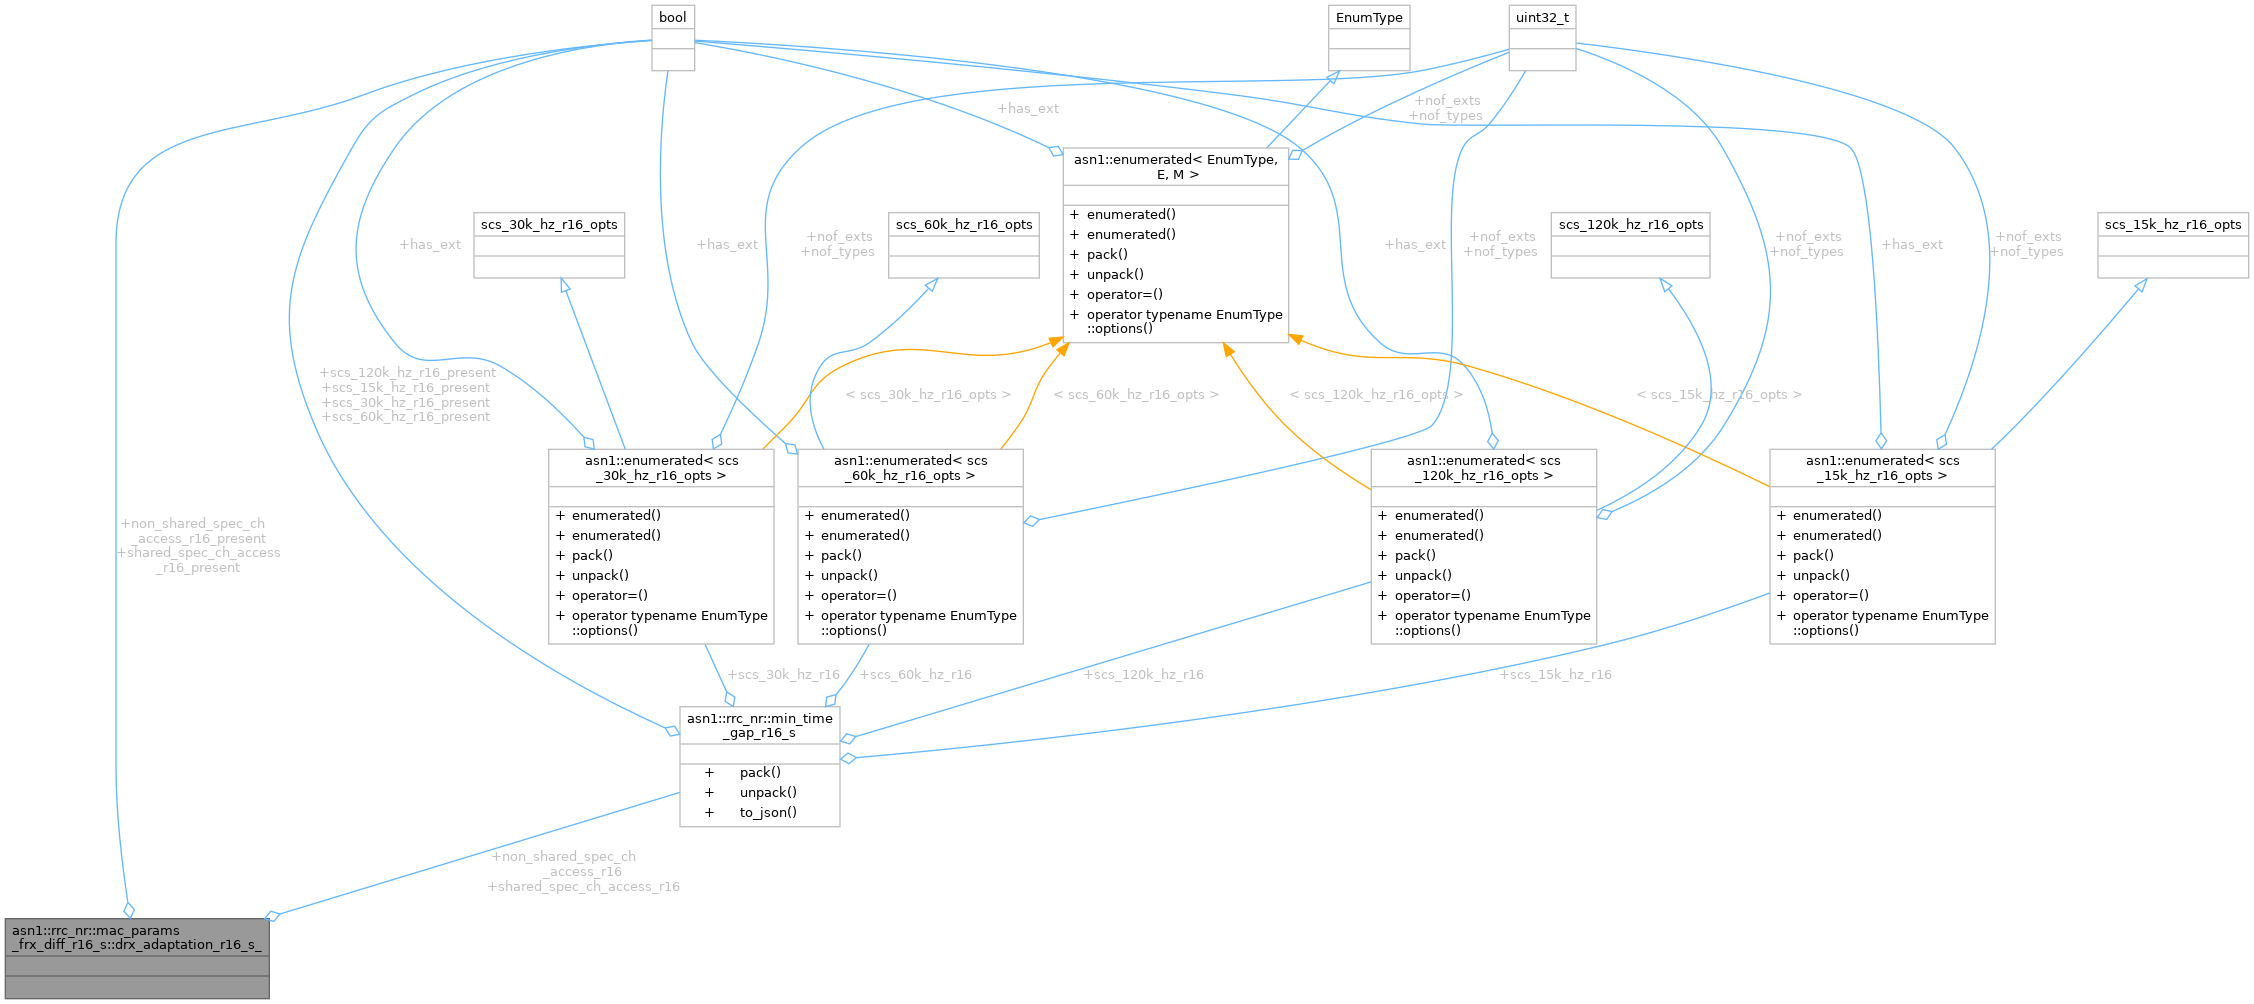 bool
EnumType
uint32_t
+has_ext
+nof_exts
+nof_types
asn1::enumerated< EnumType,
E, M >
+ enumerated()
+ enumerated()
+ pack()
+ unpack()
+ operator=()
+ operator typename EnumType
::options()
scs_30k_hz_r16_opts
scs_60k_hz_r16_opts
scs_120k_hz_r16_opts
scs_15k_hz_r16_opts
+has_ext
+has_ext
+nof_exts
+nof_types
+has_ext
+nof_exts
+nof_types
+nof_exts
+nof_types
+has_ext
+nof_exts
+nof_types
+scs_120k_hz_r16_present
+scs_15k_hz_r16_present
+scs_30k_hz_r16_present
+scs_60k_hz_r16_present
< scs_30k_hz_r16_opts >
< scs_60k_hz_r16_opts >
< scs_120k_hz_r16_opts >
< scs_15k_hz_r16_opts >
asn1::enumerated< scs
_30k_hz_r16_opts >
+ enumerated()
+ enumerated()
+ pack()
+ unpack()
+ operator=()
+ operator typename EnumType
::options()
asn1::enumerated< scs
_60k_hz_r16_opts >
+ enumerated()
+ enumerated()
+ pack()
+ unpack()
+ operator=()
+ operator typename EnumType
::options()
asn1::enumerated< scs
_120k_hz_r16_opts >
+ enumerated()
+ enumerated()
+ pack()
+ unpack()
+ operator=()
+ operator typename EnumType
::options()
asn1::enumerated< scs
_15k_hz_r16_opts >
+ enumerated()
+ enumerated()
+ pack()
+ unpack()
+ operator=()
+ operator typename EnumType
::options()
+non_shared_spec_ch
_access_r16_present
+shared_spec_ch_access
_r16_present
+scs_30k_hz_r16
+scs_60k_hz_r16
+scs_120k_hz_r16
+scs_15k_hz_r16
asn1::rrc_nr::min_time
_gap_r16_s
+ pack()
+ unpack()
+ to_json()
+non_shared_spec_ch
_access_r16
+shared_spec_ch_access_r16
asn1::rrc_nr::mac_params
_frx_diff_r16_s::drx_adaptation_r16_s_